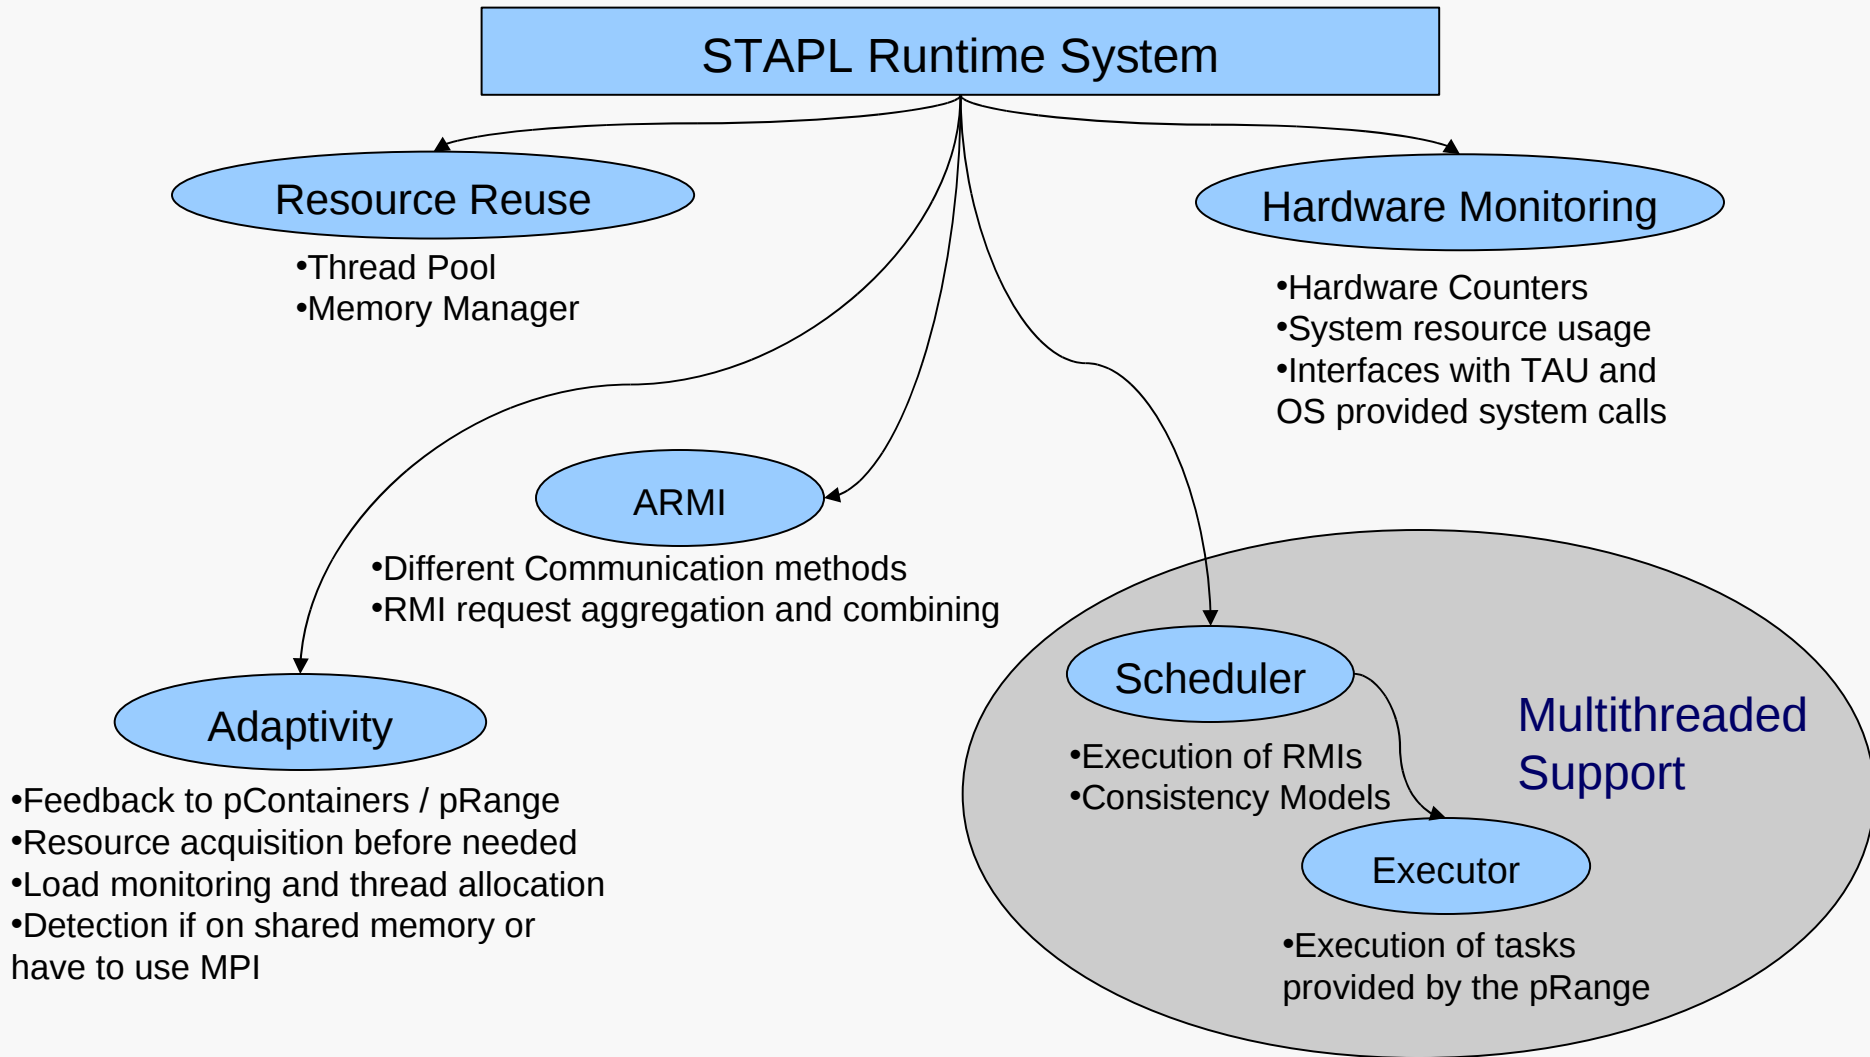 STAPL Runtime System
Resource Reuse
•Thread Pool
•Memory Manager
Hardware Monitoring
•Hardware Counters
•System resource usage
•Interfaces with TAU and
OS provided system calls
ARMI
•Different Communication methods
•RMI request aggregation and combining
Adaptivity
•Feedback to pContainers / pRange
•Resource acquisition before needed
•Load monitoring and thread allocation
•Detection if on shared memory or
have to use MPI
Scheduler
•Execution of RMIs
•Consistency Models
Multithreaded
Support
Executor
•Execution of tasks
provided by the pRange